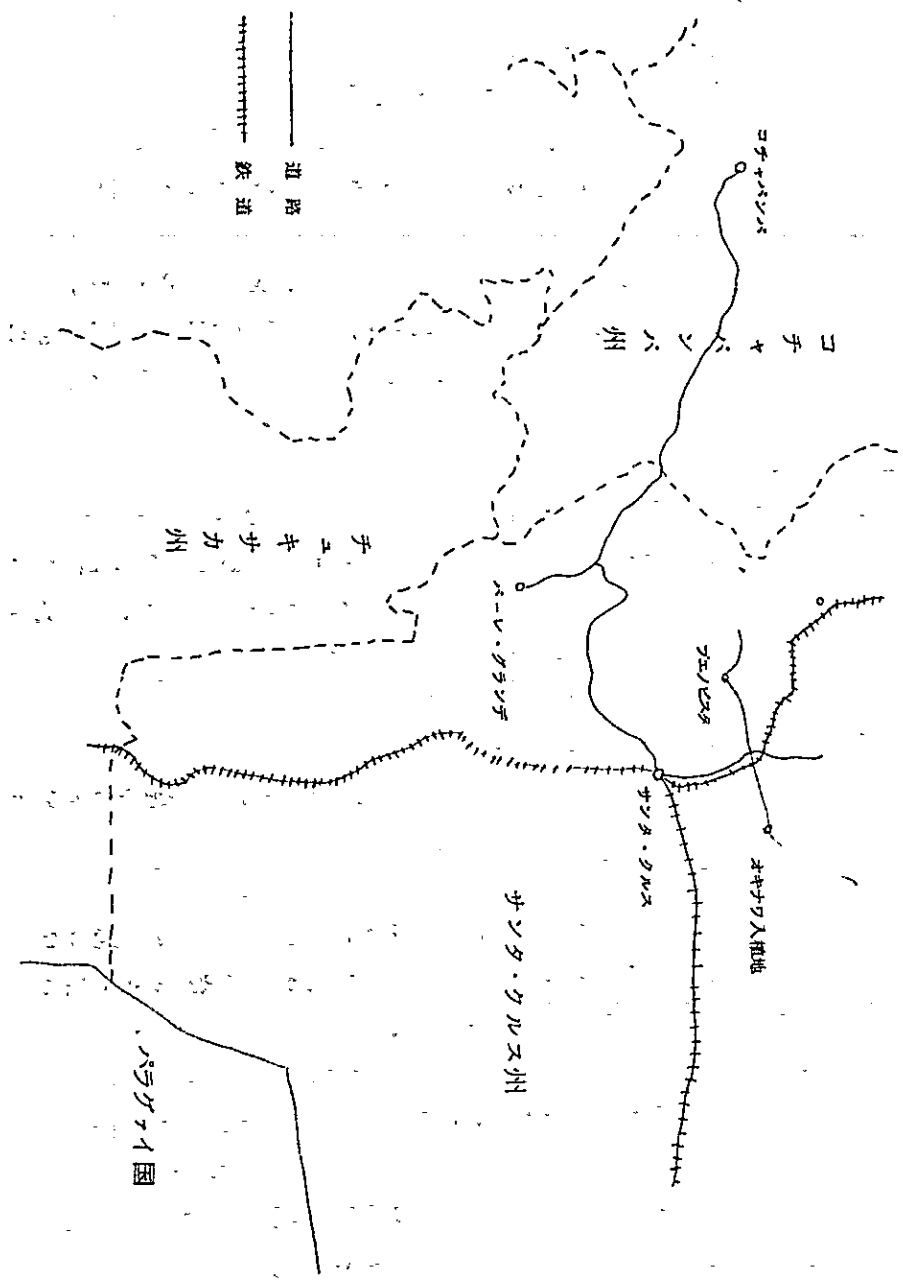 コチャバンバ
コチャバンバ州
ブエノビスタ
オキナワ入植地
サンタ・クルス
バーレ・グランデ
サンタ・クルス州
チュキサカ州
パラグァイ国
道路
鉄道